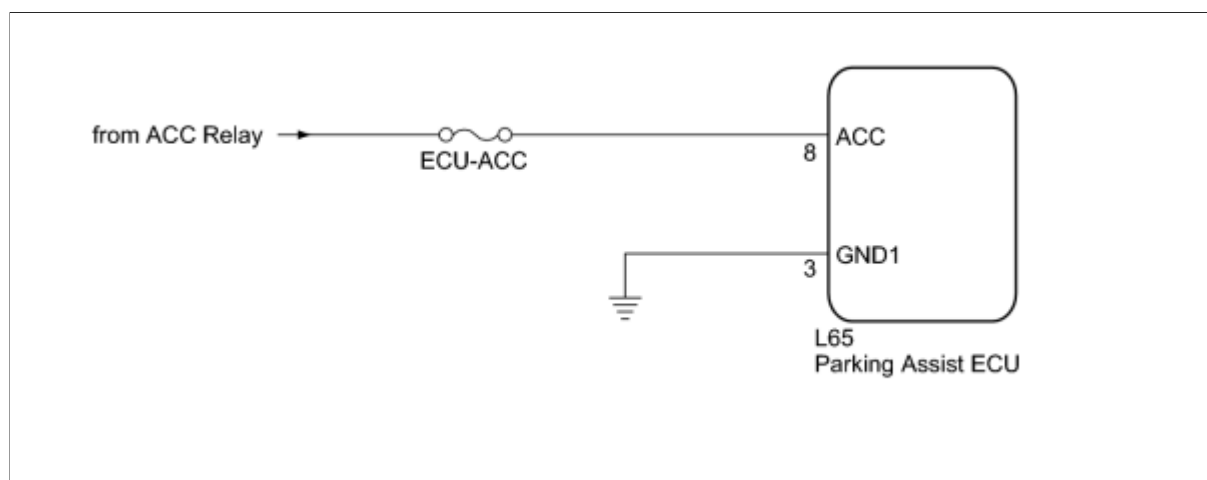 from ACC Relay
ECU-ACC
8
ACC
3
GND1
L65
Parking Assist ECU